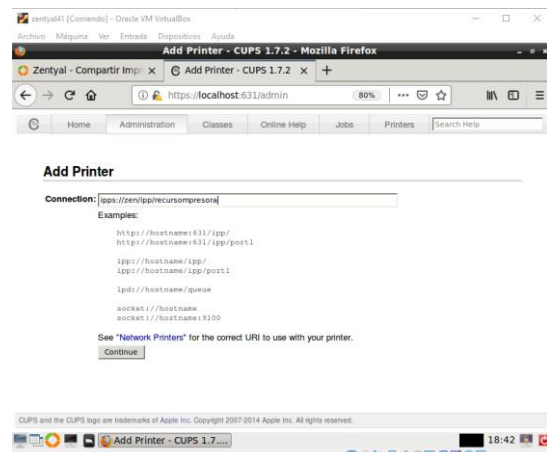 zentyal41 [Corriendo] - Oracle VM VirtualBox
Archivo Máquina Ver Entrada Dispositivos Ayuda
Add Printer - CUPS 1.7.2 - Mozilla Firefox
Zentyal - Compartir Impr
Add Printer - CUPS 1.7.2
https://localhost:631/admin
80%
Home Administration Classes Online Help Jobs Printers Search Help
Add Printer
Connection: ipps://zen/ipp/recursompresora
Examples:
http://hostname:631/ipp/
http://hostname:631/ipp/port1
ipp://hostname/ipp/
ipp://hostname/ipp/port1
lpd://hostname/queue
socket://hostname
socket://hostname:9100
See "Network Printers" for the correct URI to use with your printer.
Continue
CUPS and the CUPS logo are trademarks of Apple Inc. Copyright 2007-2014 Apple Inc. All rights reserved.
Add Printer - CUPS 1.7....
18:42